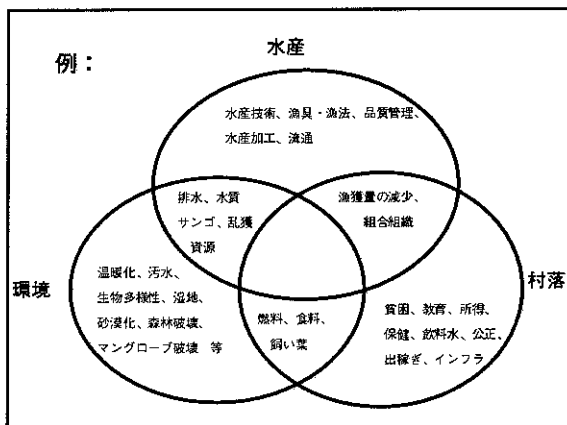 例：
水産
水産技術、漁具・漁法、品質管理、
水産加工、流通
排水、水質
サンゴ、乱獲
資源
漁獲量の減少、
組合組織
環境
温暖化、汚水、
生物多様性、湿地、
砂漠化、森林破壊、
マングローブ破壊 等
燃料、食料、
飼い葉
村落
貧困、教育、所得、
保健、飲料水、公正、
出稼ぎ、インフラ